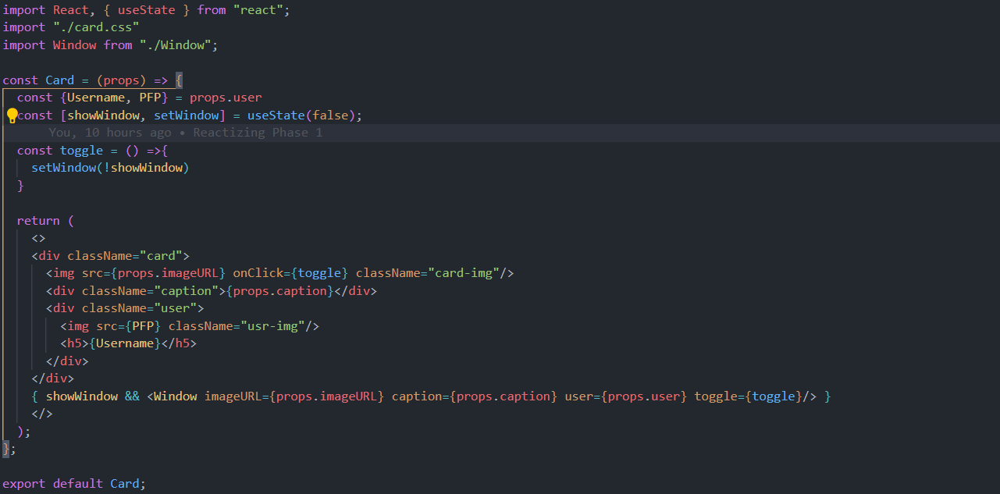 import React, { useState } from "react";
import "./card.css"
import Window from "./Window";

const Card = (props) => {
  const {Username, PFP} = props.user
  const [showWindow, setWindow] = useState(false);
      You, 10 hours ago • Reactizing Phase 1
  const toggle = () =>{
    setWindow(!showWindow)
  }

  return (
    <>
    <div className="card">
      <img src={props.imageURL} onClick={toggle} className="card-img"/>
      <div className="caption">{props.caption}</div>
      <div className="user">
        <img src={PFP} className="usr-img"/>
        <h5>{Username}</h5>
      </div>
    </div>
    { showWindow && <Window imageURL={props.imageURL} caption={props.caption} user={props.user} toggle={toggle}/> }
    </>
  );
};

export default Card;